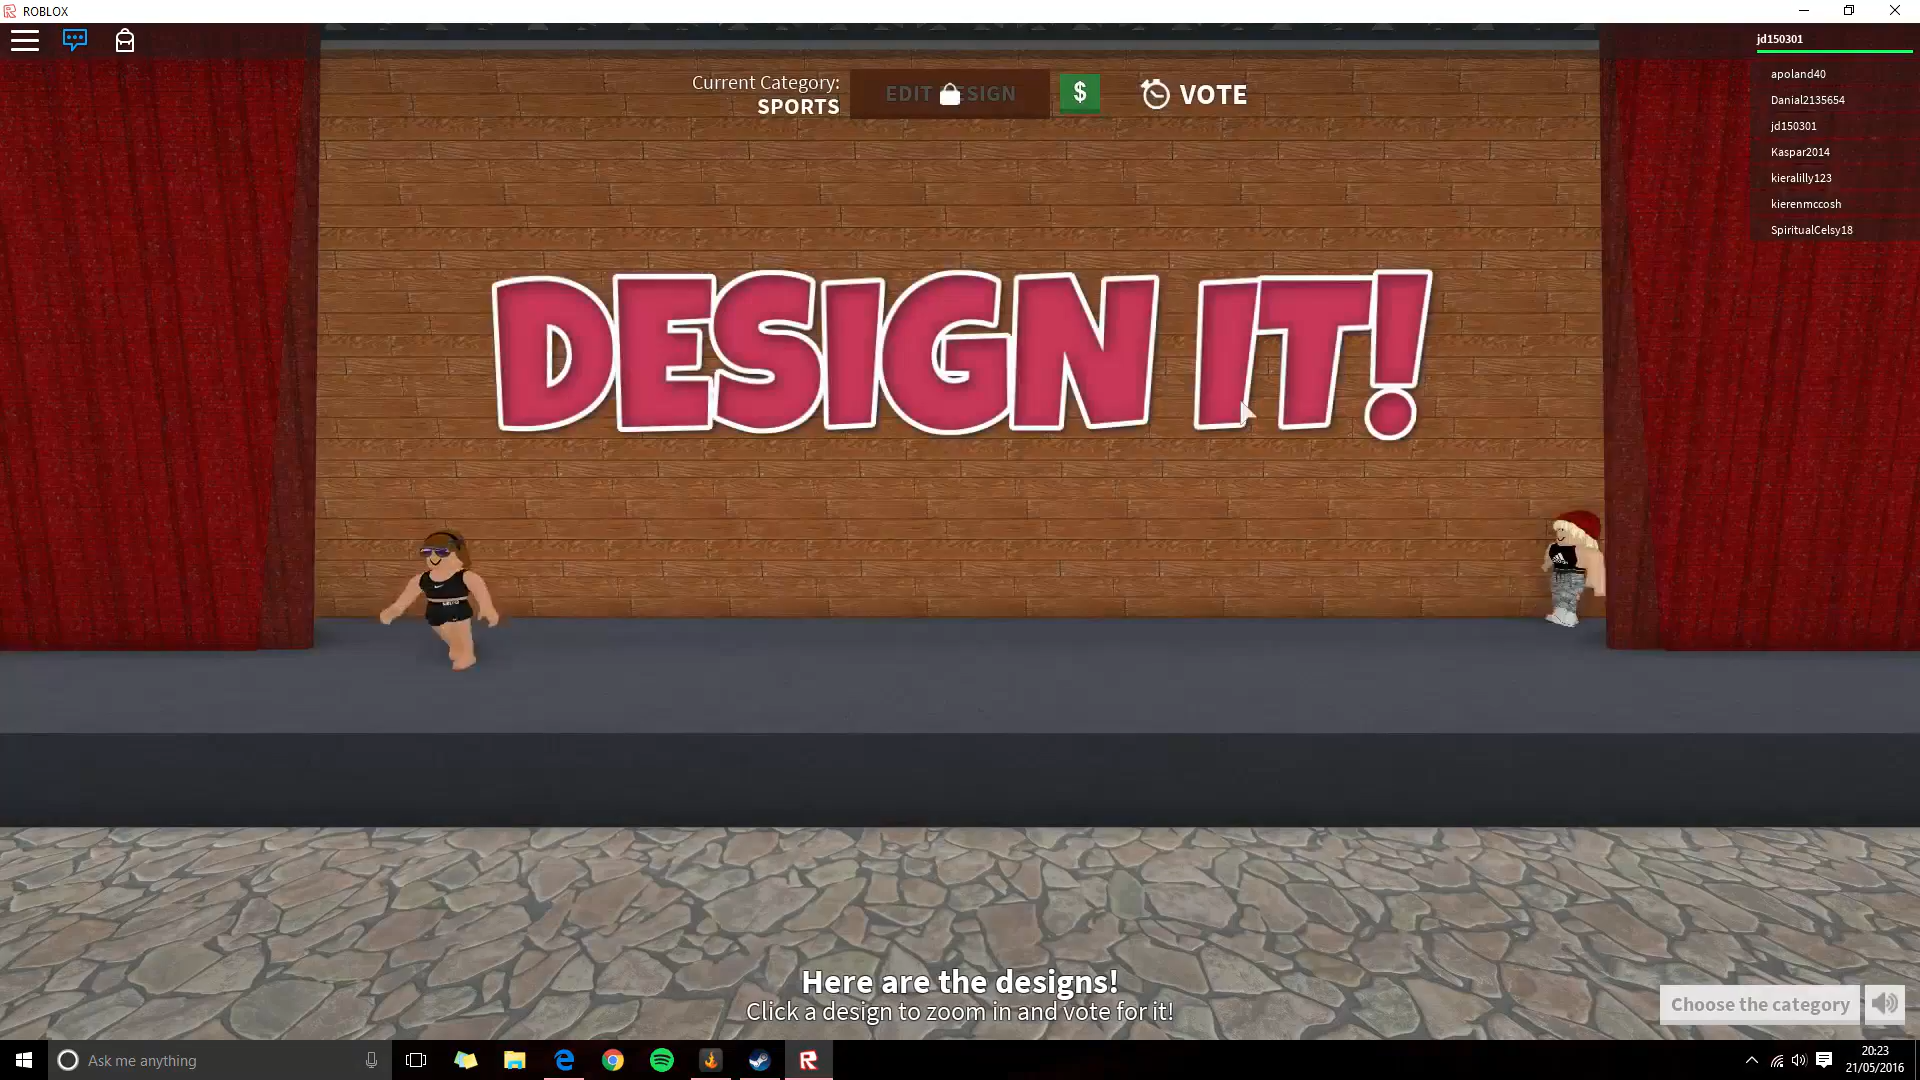 ROBLOX
jd150301
apoland40
Danial2135654
jd150301
Kaspar2014
kieralilly123
kierenmccosh
SpiritualCelsy18
Current Category:
SPORTS
$
VOTE
DESIGN IT!
Here are the designs!
Click a design to zoom in and vote for it!
Choose the category
Ask me anything
20:23
21/05/2016